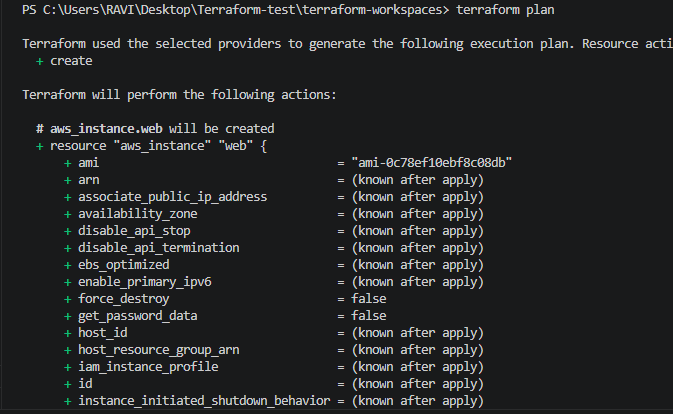 PS C:\Users\RAVI\Desktop\Terraform-test\terraform-workspaces> terraform plan
Terraform used the selected providers to generate the following execution plan. Resource acti
+ create
Terraform will perform the following actions:
# aws_instance.web will be created
+ resource "aws_instance" "web" {
+ ami = "ami-0c78ef10ebf8c08db"
+ arn = (known after apply)
+ associate_public_ip_address = (known after apply)
+ availability_zone = (known after apply)
+ disable_api_stop = (known after apply)
+ disable_api_termination = (known after apply)
+ ebs_optimized = (known after apply)
+ enable_primary_ipv6 = (known after apply)
+ force_destroy = false
+ get_password_data = false
+ host_id = (known after apply)
+ host_resource_group_arn = (known after apply)
+ iam_instance_profile = (known after apply)
+ id = (known after apply)
+ instance_initiated_shutdown_behavior = (known after apply)